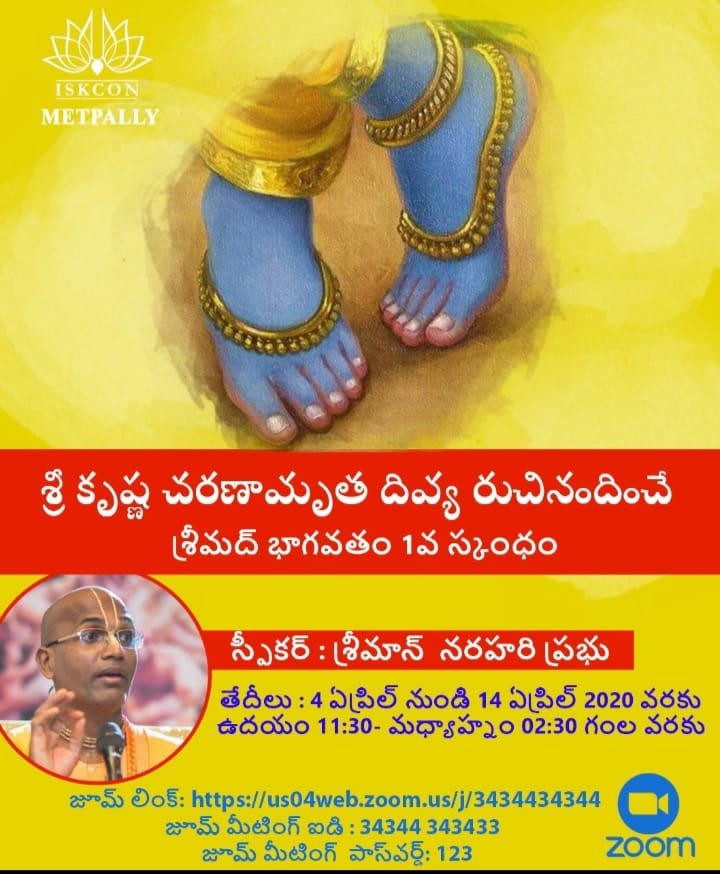 ISKCON
METPALLY
శ్రీ కృష్ణ చరణామృత దివ్య రుచినందించే
శ్రీమద్ భాగవతం 1వ స్కంధం
స్పీకర్ : శ్రీమాన్ నరహరి ప్రభు
తేదీలు : 4 ఏప్రిల్ నుండి 14 ఏప్రిల్ 2020 వరకు
ఉదయం 11:30- మధ్యాహ్నం 02:30 గంల వరకు
జూమ్ లింక్: https://us04web.zoom.us/j/3434434344
జూమ్ మీటింగ్ ఐడి : 34344 343433
జూమ్ మీటింగ్ పాస్‌వర్డ్: 123
zoom